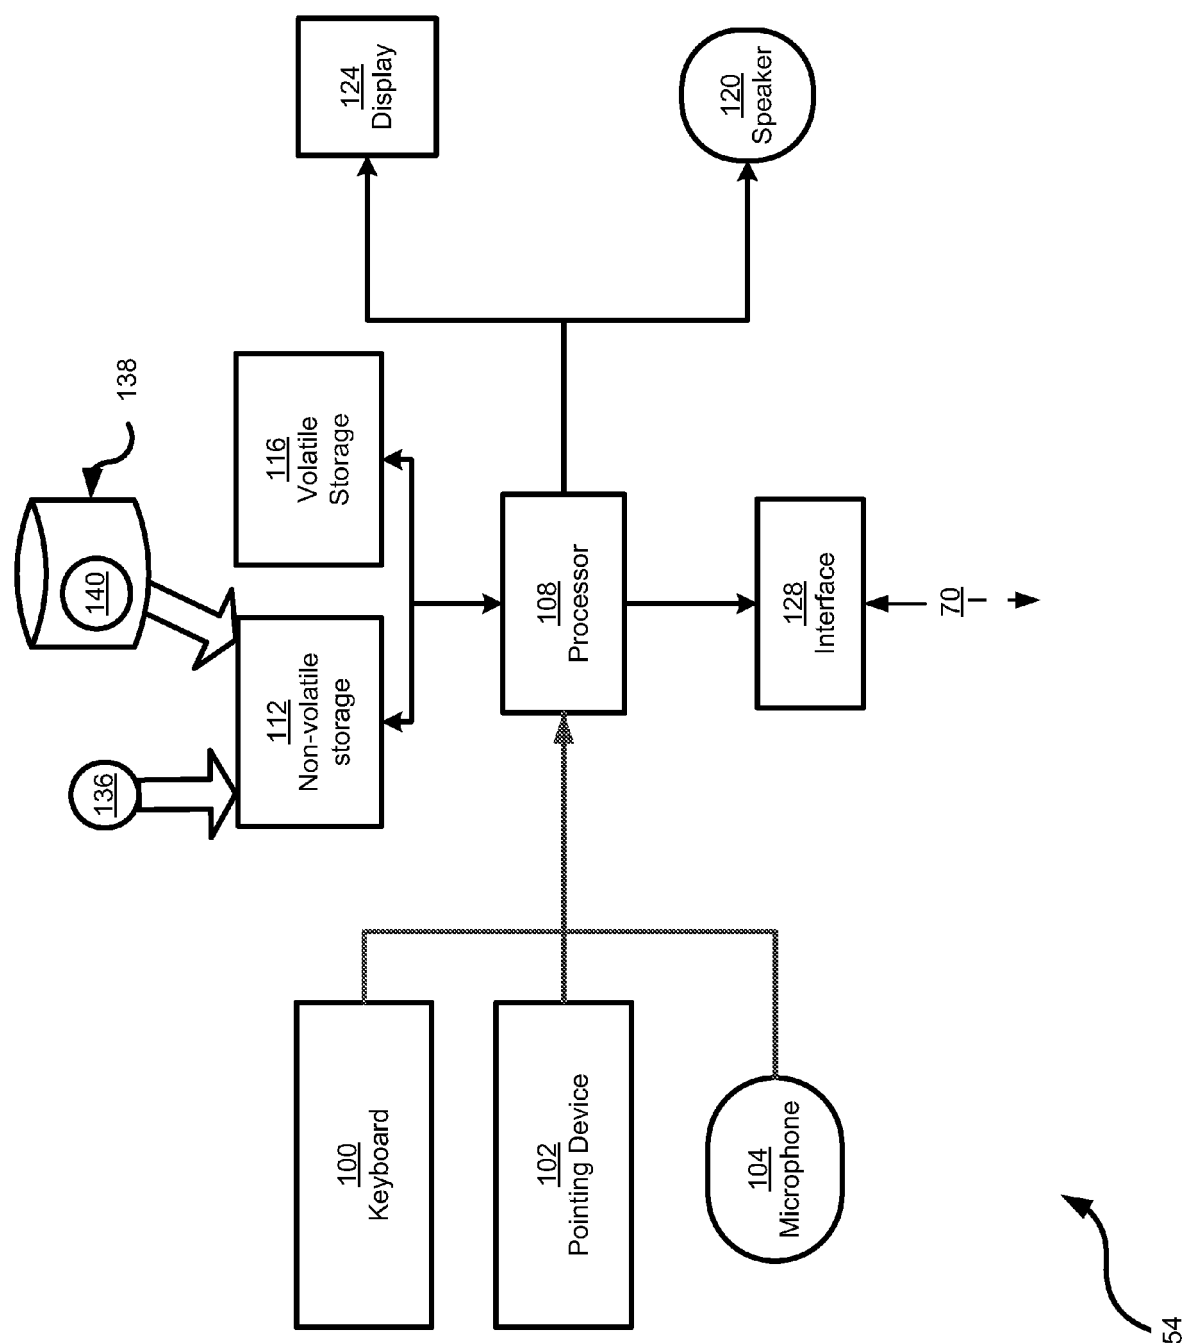 138
140
136
124
Display
116
Volatile
Storage
112
Non-volatile
storage
120
Speaker
108
Processor
128
Interface
70
100
Keyboard
102
Pointing Device
104
Microphone
54